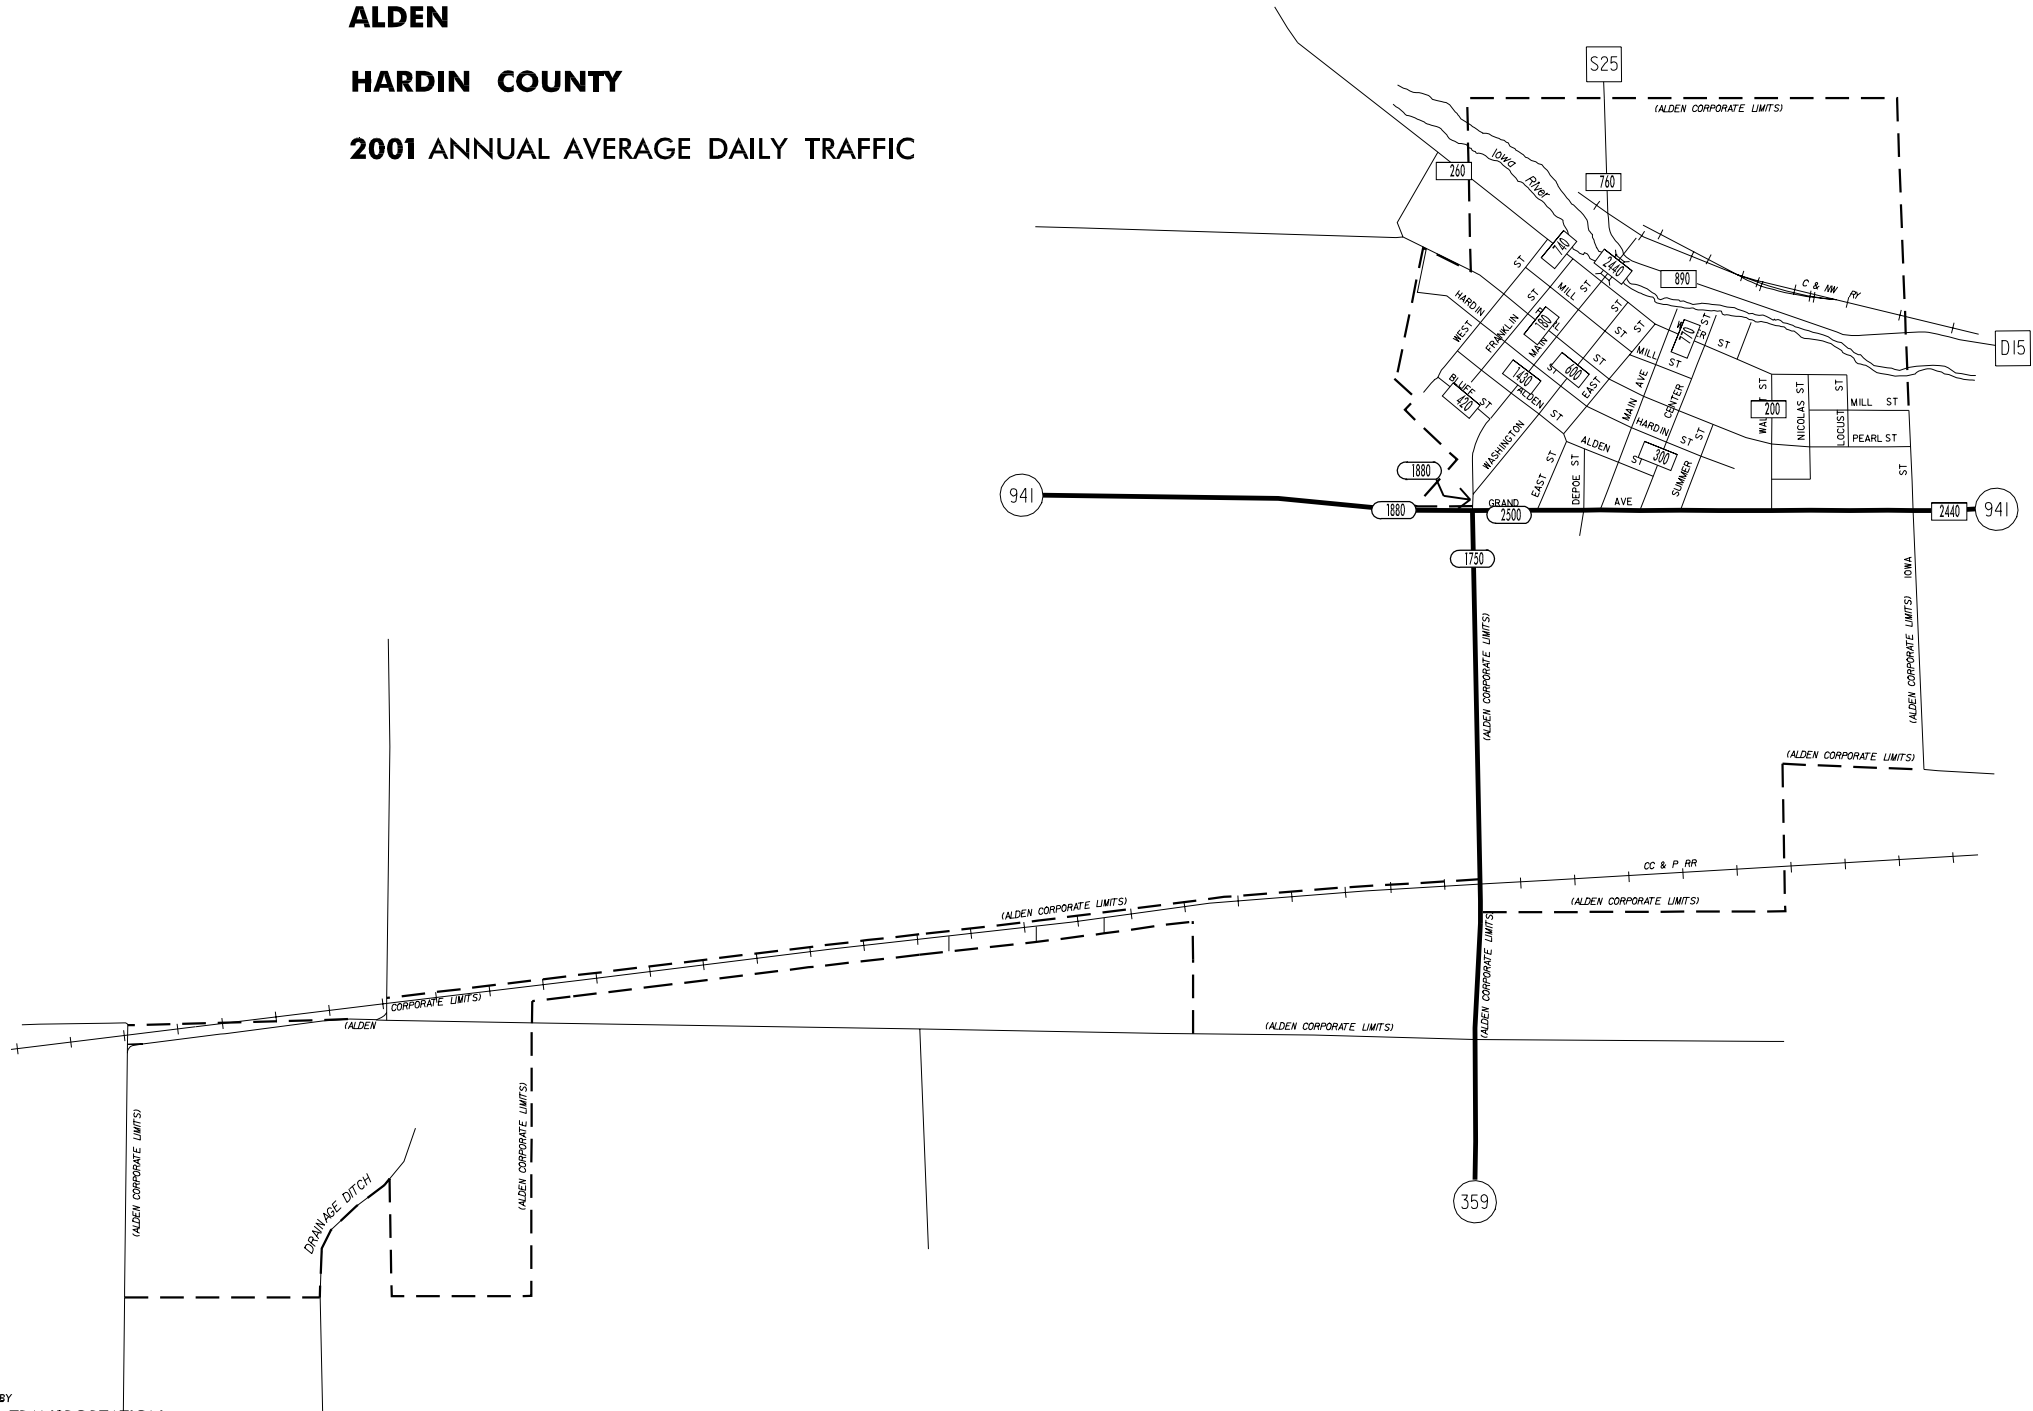 ALDEN
HARDIN COUNTY
2001 ANNUAL AVERAGE DAILY TRAFFIC
S25
(ALDEN CORPORATE LIMITS)
Iowa
River
260
760
740
2440
890
C & NW RY
D15
HARDIN
ST
WEST
ST
FRANKLIN
ST
MILL
ST
MAIN
ST
180
1430
600
ST
BLUFF ST
420
ALDEN
ST
WASHINGTON
ST
EAST
ST
MILL
ST
770
ST
ST
MAIN
AVE
CENTER
ST
HARDIN
ST
ALDEN
ST
300
SUMMER
ST
EAST ST
DEPOE ST
ST
200
NICOLAS ST
LOCUST
ST
MILL ST
PEARL ST
IOWA
ST
1880
941
1880
GRAND
AVE
2500
2440
941
1750
(ALDEN CORPORATE LIMITS)
(ALDEN CORPORATE LIMITS)
(ALDEN CORPORATE LIMITS)
CC & P RR
(ALDEN CORPORATE LIMITS)
(ALDEN CORPORATE LIMITS)
(ALDEN CORPORATE LIMITS)
(ALDEN
CORPORATE LIMITS)
(ALDEN CORPORATE LIMITS)
(ALDEN CORPORATE LIMITS)
(ALDEN CORPORATE LIMITS)
DRAINAGE DITCH
359
BY